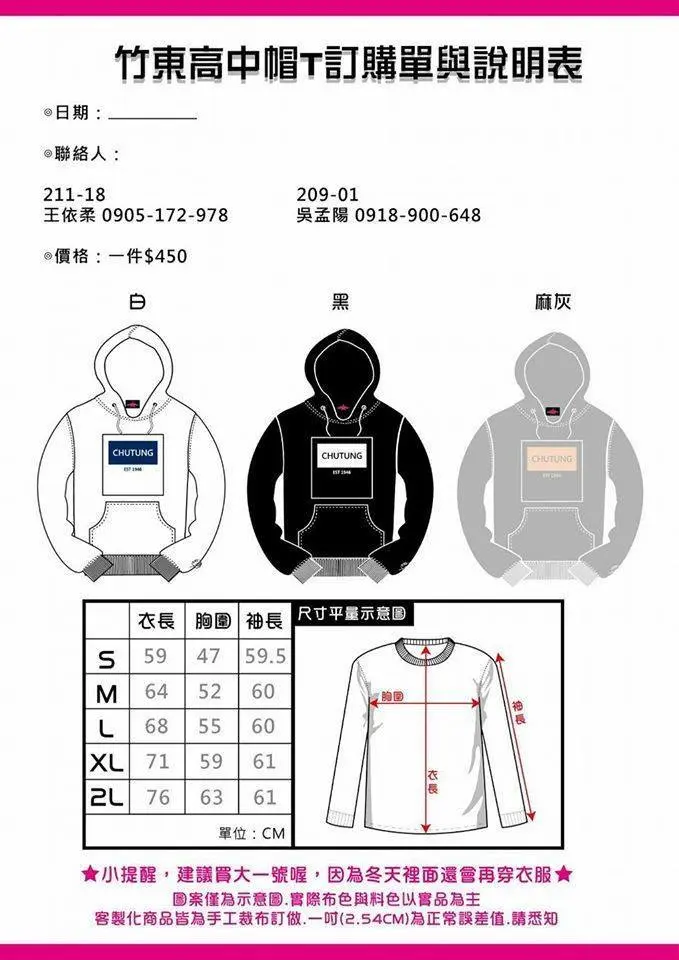 竹東高中帽T訂購單與說明表
◎日期：_________
◎聯絡人：
211-18
王依柔 0905-172-978
209-01
吳孟陽 0918-900-648
◎價格：一件$450
白 黑 麻灰
CHUTUNG
EST 1946
CHUTUNG
EST 1946
CHUTUNG
EST 1946
衣長 胸圍 袖長
S 59 47 59.5
M 64 52 60
L 68 55 60
XL 71 59 61
2L 76 63 61
單位：CM
尺寸平量示意圖
胸圍
袖長
衣長
★小提醒，建議買大一號喔，因為冬天裡面還會再穿衣服★
圖案僅為示意圖.實際布色與料色以實品為主
客製化商品皆為手工裁布訂做.一吋(2.54CM)為正常誤差值.請悉知